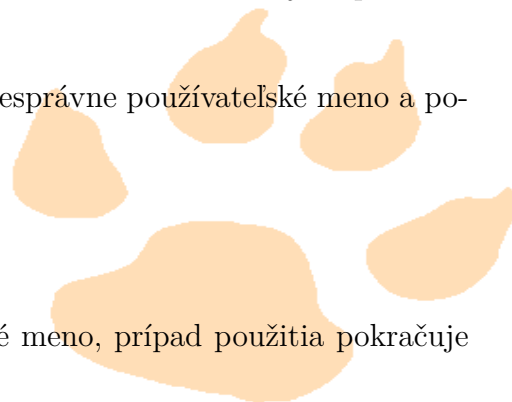 esprávne používateľské meno a po-
é meno, prípad použitia pokračuje